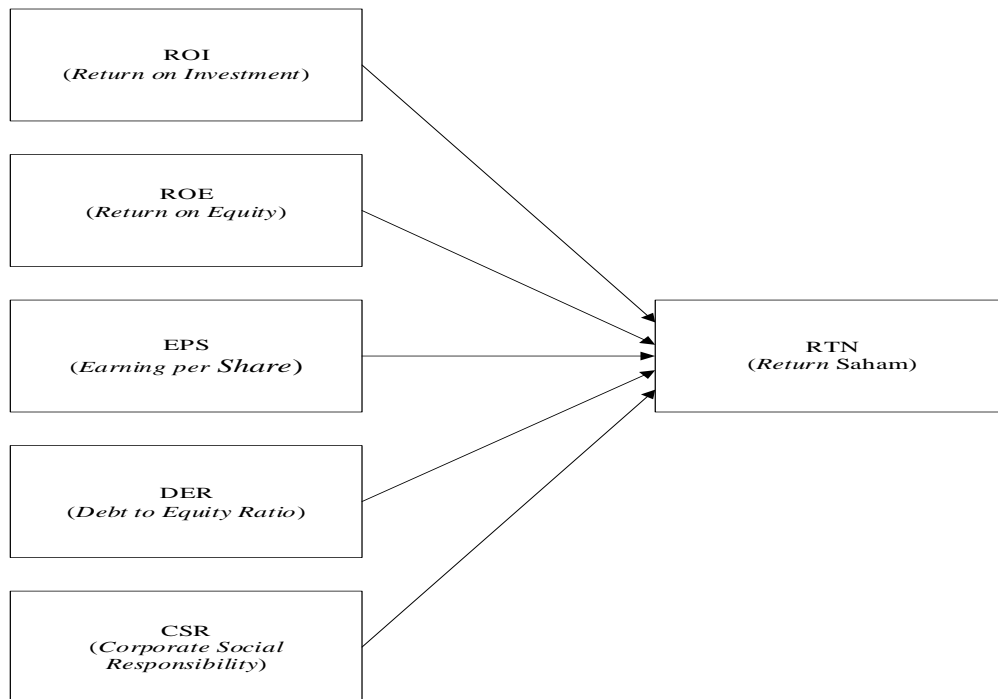 ROI
(Return on Investment)
ROE
(Return on Equity)
EPS
(Earning per Share)
DER
(Debt to Equity Ratio)
CSR
(Corporate Social
Responsibility)
RTN
(Return Saham)